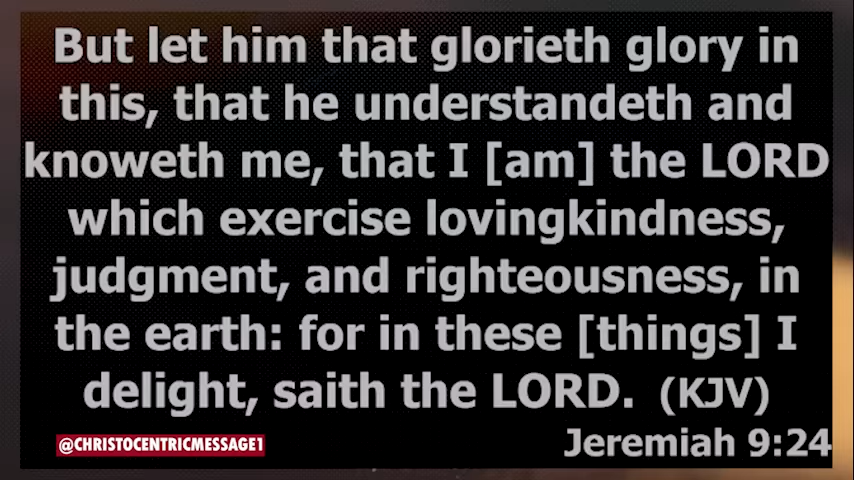 But let him that glorieth glory in
this, that he understandeth and
knoweth me, that I [am] the LORD
which exercise lovingkindness,
judgment, and righteousness, in
the earth: for in these [things] I
delight, saith the LORD. (KJV)
@CHRISTOCENTRICMESSAGE1
Jeremiah 9:24